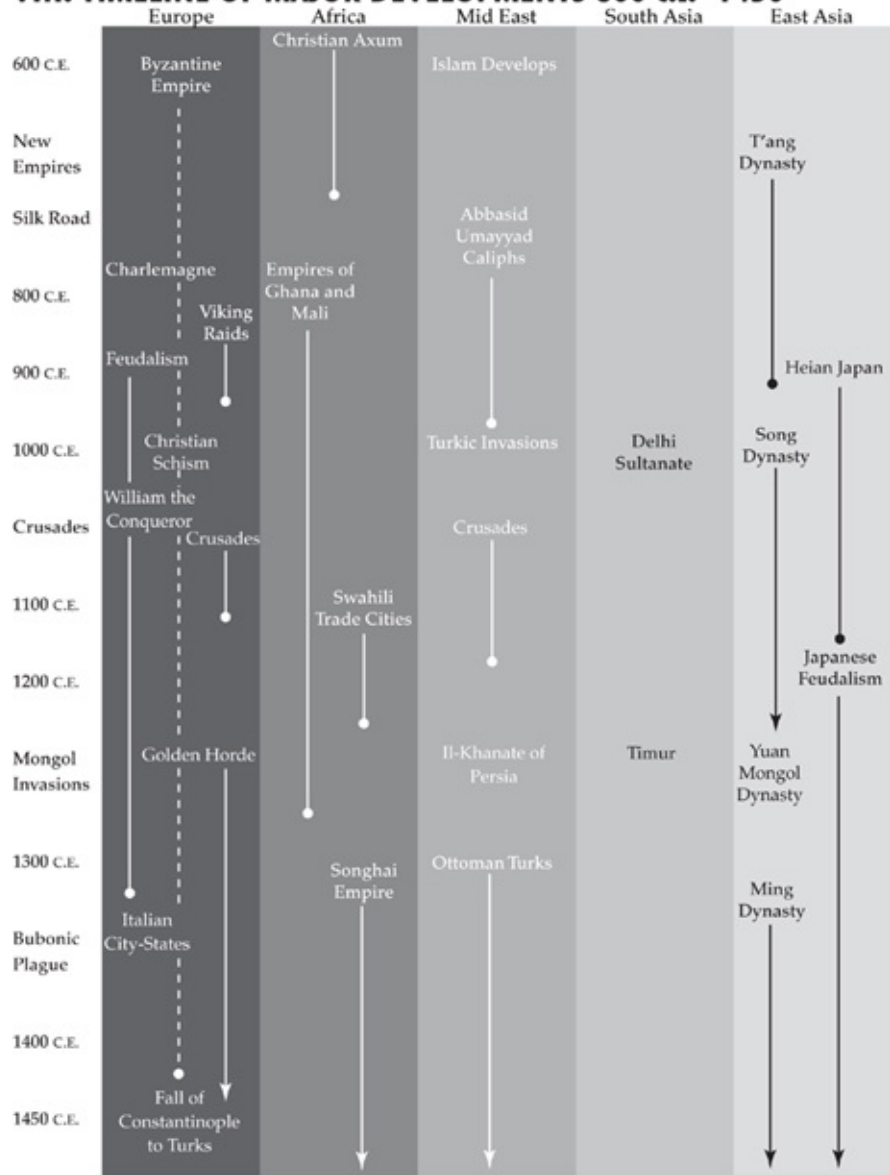 Europe
Africa
Mid East
South Asia
East Asia
600 C.E.
New
Empires
Silk Road
800 C.E.
900 C.E.
1000 C.E.
Crusades
1100 C.E.
1200 C.E.
Mongol
Invasions
1300 C.E.
Bubonic
Plague
1400 C.E.
1450 C.E.
Byzantine
Empire
Charlemagne
Viking
Raids
Feudalism
Christian
Schism
William the
Conqueror
Crusades
Golden Horde
Italian
City-States
Fall of
Constantinople
to Turks
Christian Axum
Empires of
Ghana and
Mali
Swahili
Trade Cities
Songhai
Empire
Islam Develops
Abbasid
Umayyad
Caliphs
Turkic Invasions
Crusades
Il-Khanate of
Persia
Ottoman Turks
Delhi
Sultanate
Timur
T'ang
Dynasty
Heian Japan
Song
Dynasty
Japanese
Feudalism
Yuan
Mongol
Dynasty
Ming
Dynasty